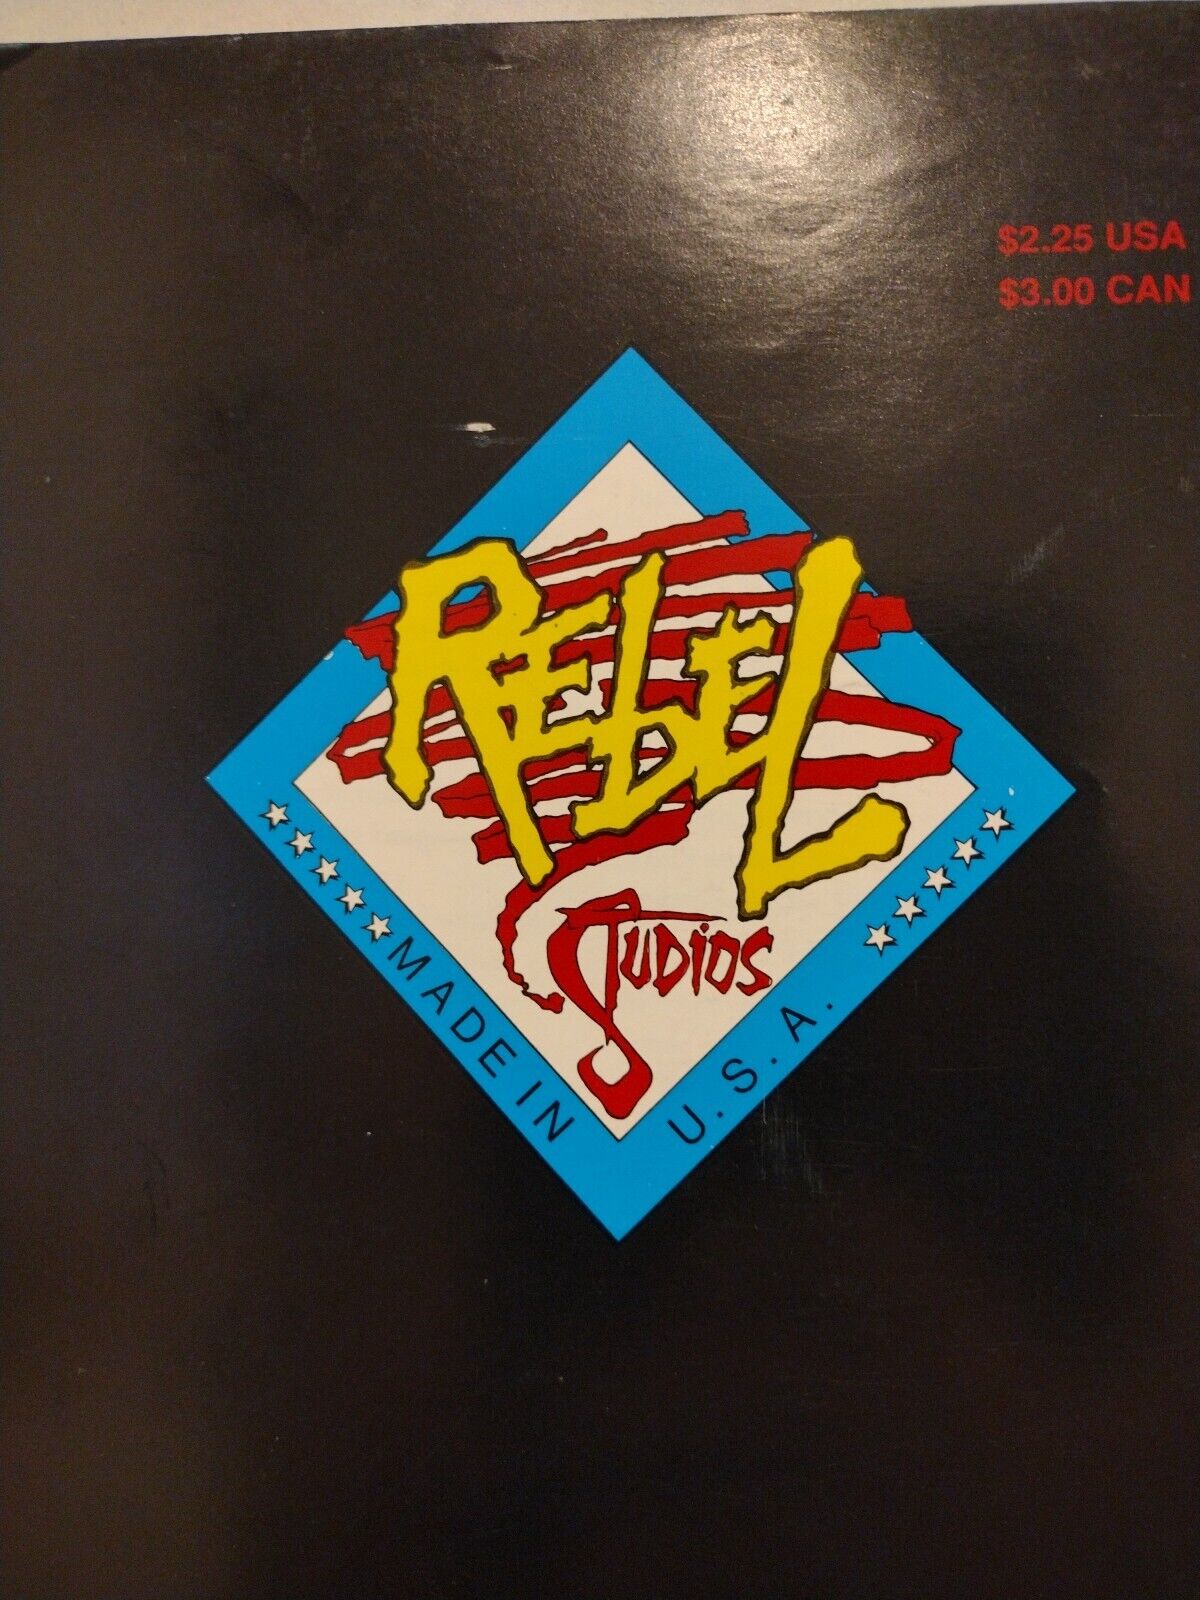 $2.25 USA
$3.00 CAN
REBEL
STUDIOS
MADE IN U.S.A.